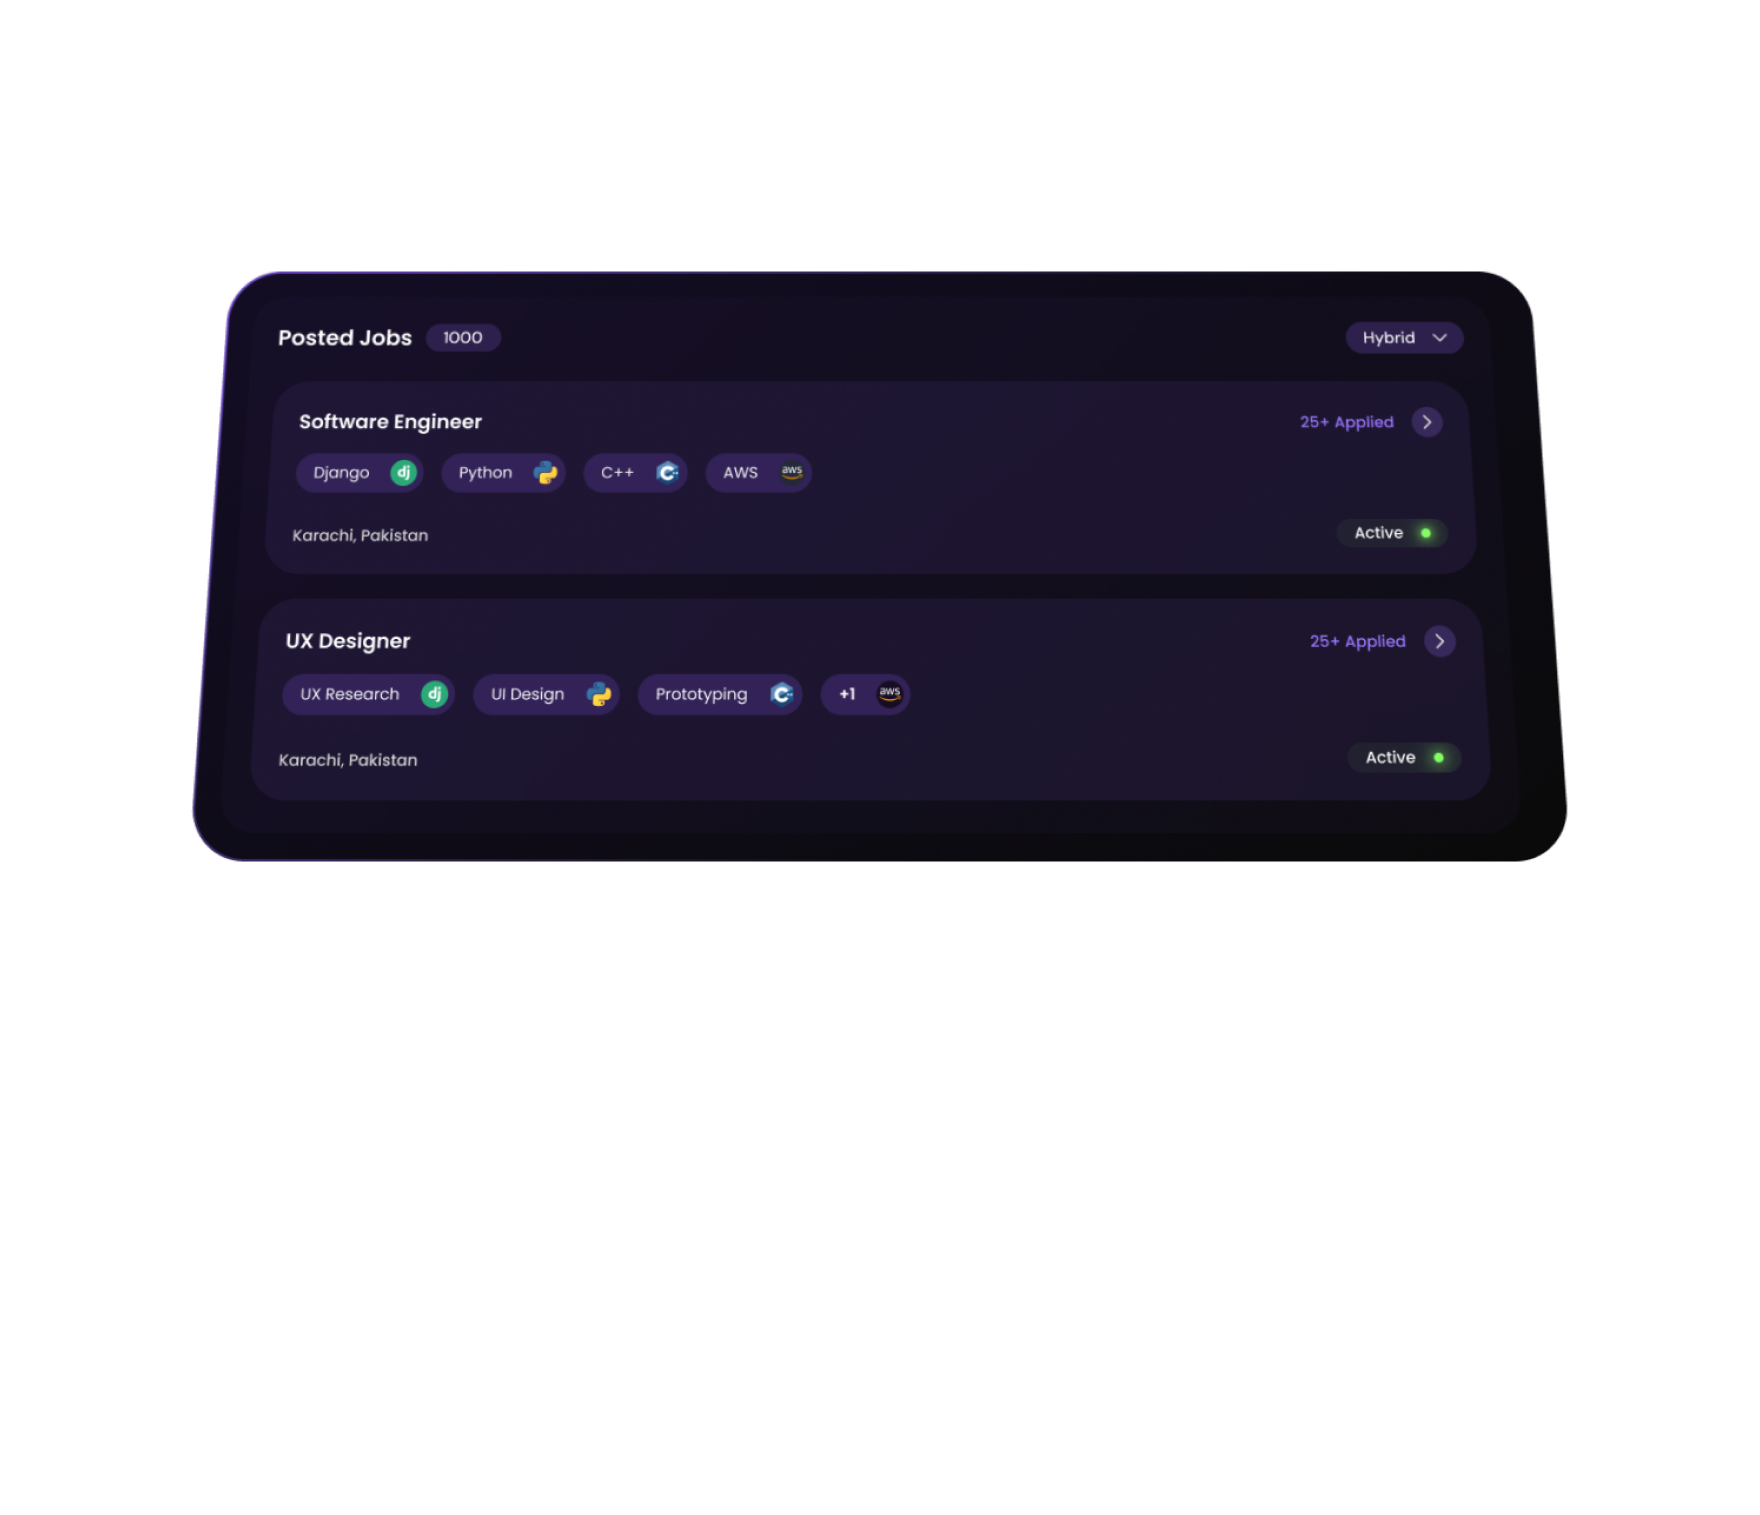 Posted Jobs 1000 Hybrid
Software Engineer 25+ Applied
Django dj Python C++ C++ AWS aws
Karachi, Pakistan Active
UX Designer 25+ Applied
UX Research dj UI Design Prototyping C++ +1 aws
Karachi, Pakistan Active